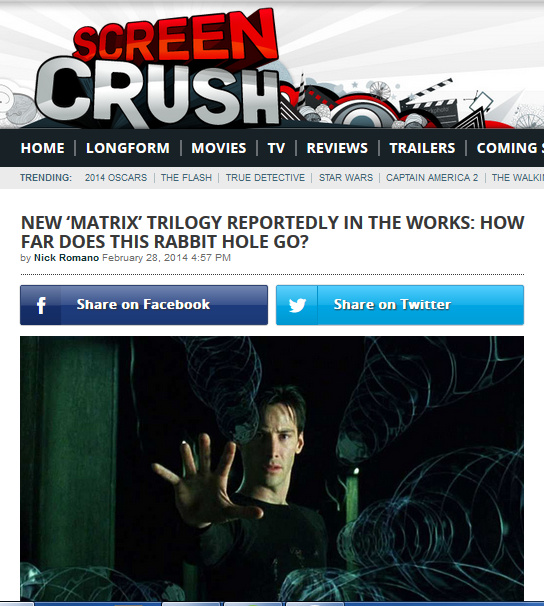 SCREEN
CRUSH
HOME | LONGFORM | MOVIES | TV | REVIEWS | TRAILERS | COMING S
TRENDING: 2014 OSCARS | THE FLASH | TRUE DETECTIVE | STAR WARS | CAPTAIN AMERICA 2 | THE WALKI
NEW ‘MATRIX’ TRILOGY REPORTEDLY IN THE WORKS: HOW
FAR DOES THIS RABBIT HOLE GO?
by Nick Romano February 28, 2014 4:57 PM
f Share on Facebook
Share on Twitter